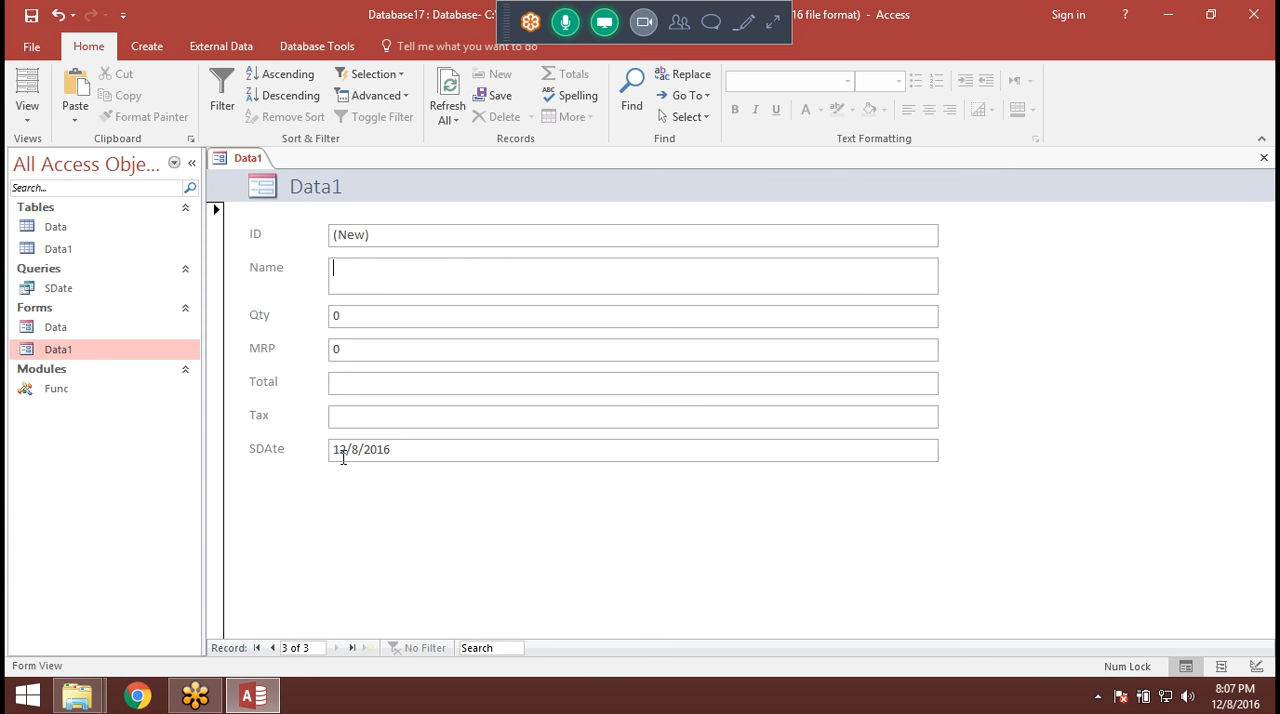 Database17 : Database- C:\
16 file format) - Access
Sign in
?
File
Home
Create
External Data
Database Tools
Tell me what you want to do
View
Views
Paste
Cut
Copy
Format Painter
Clipboard
Filter
Ascending
Descending
Remove Sort
Selection
Advanced
Toggle Filter
Sort & Filter
Refresh
All
New
Save
Delete
Totals
Spelling
More
Records
Find
Replace
Go To
Select
Find
B I U
A
Text Formatting
All Access Obje...
Search...
Tables
Data
Data1
Queries
SDate
Forms
Data
Data1
Modules
Func
Data1
Data1
ID (New)
Name
Qty 0
MRP 0
Total
Tax
SDAte 12/8/2016
Record: 3 of 3 No Filter Search
Form View
Num Lock
8:07 PM
12/8/2016